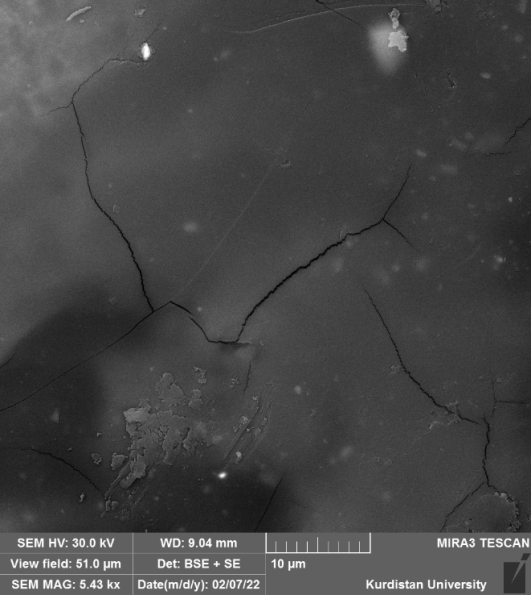 SEM HV: 30.0 kV WD: 9.04 mm MIRA3 TESCAN
View field: 51.0 µm Det: BSE + SE 10 µm
SEM MAG: 5.43 kx Date(m/d/y): 02/07/22 Kurdistan University